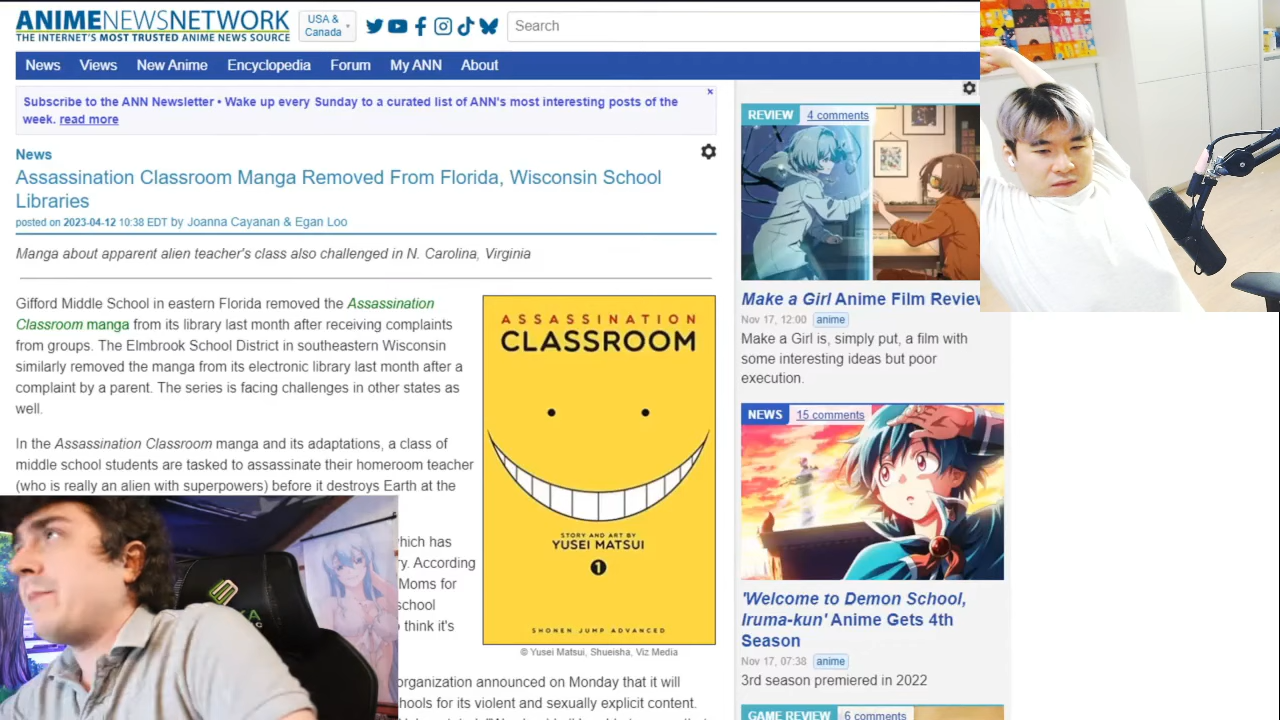 ANIMENEWSNETWORK
THE INTERNET'S MOST TRUSTED ANIME NEWS SOURCE
USA &
Canada
Search
News Views New Anime Encyclopedia Forum My ANN About
Subscribe to the ANN Newsletter • Wake up every Sunday to a curated list of ANN's most interesting posts of the
week. read more
x
News
Assassination Classroom Manga Removed From Florida, Wisconsin School
Libraries
posted on 2023-04-12 10:38 EDT by Joanna Cayanan & Egan Loo
Manga about apparent alien teacher's class also challenged in N. Carolina, Virginia
Gifford Middle School in eastern Florida removed the Assassination
Classroom manga from its library last month after receiving complaints
from groups. The Elmbrook School District in southeastern Wisconsin
similarly removed the manga from its electronic library last month after a
complaint by a parent. The series is facing challenges in other states as
well.
In the Assassination Classroom manga and its adaptations, a class of
middle school students are tasked to assassinate their homeroom teacher
(who is really an alien with superpowers) before it destroys Earth at the
which has
ry. According
Moms for
school
think it's
organization announced on Monday that it will
hools for its violent and sexually explicit content.
ASSASSINATION
CLASSROOM
STORY AND ART BY
YUSEI MATSUI
1
SHONEN JUMP ADVANCED
© Yusei Matsui, Shueisha, Viz Media
REVIEW 4 comments
Make a Girl Anime Film Review
Nov 17, 12:00 anime
Make a Girl is, simply put, a film with
some interesting ideas but poor
execution.
NEWS 15 comments
'Welcome to Demon School,
Iruma-kun' Anime Gets 4th
Season
Nov 17, 07:38 anime
3rd season premiered in 2022
GAME REVIEW 6 comments